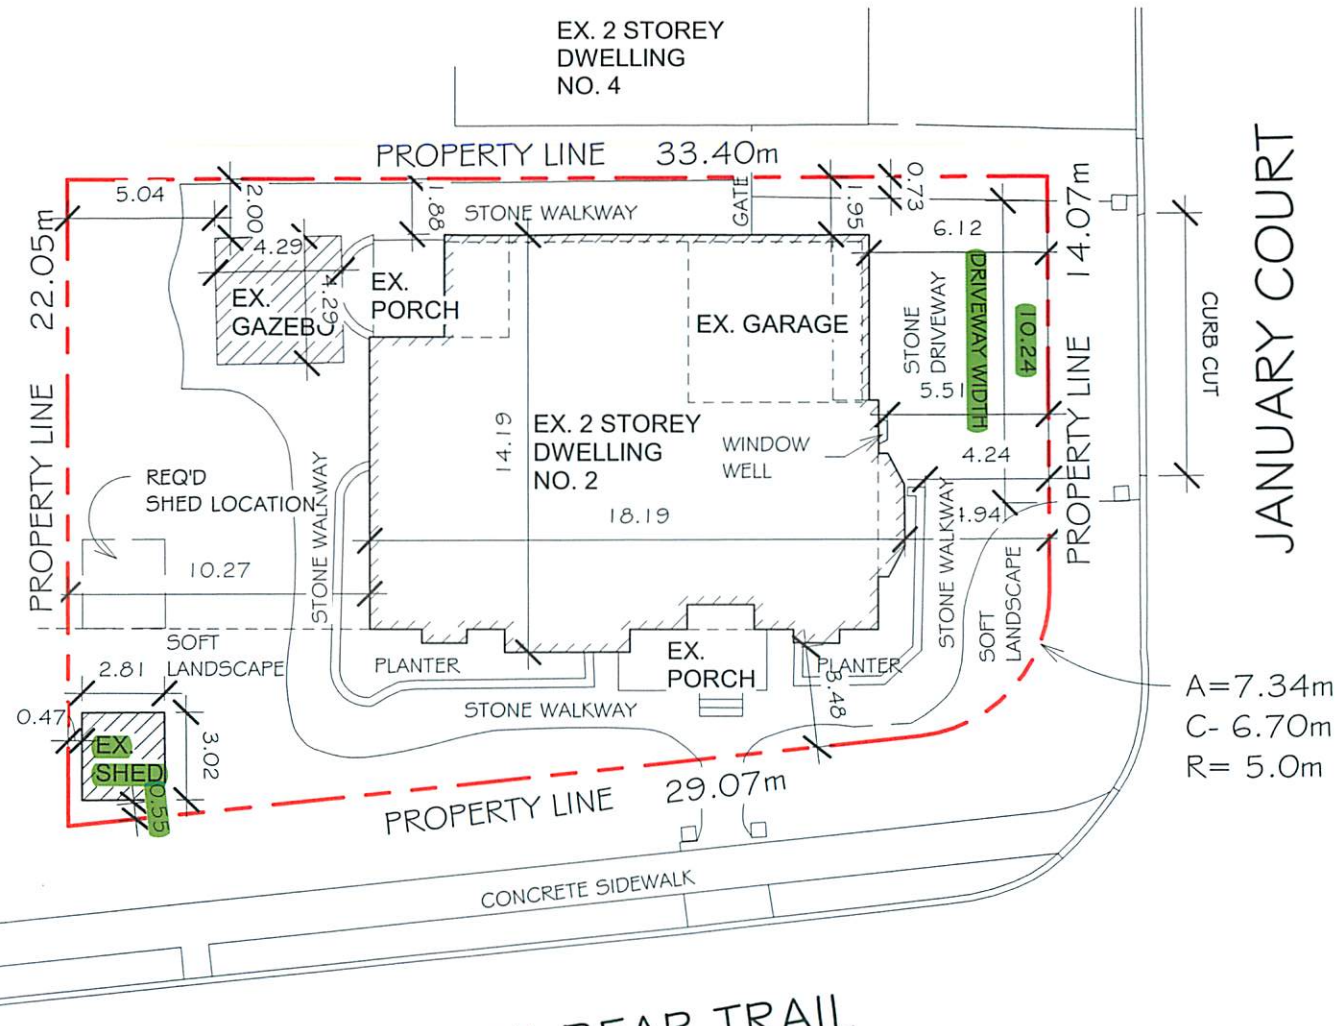 EX. 2 STOREY
DWELLING
NO. 4
PROPERTY LINE 33.40m
5.04
2.00
1.88
STONE WALKWAY
GATE
1.95
0.73
6.12
14.07m
PROPERTY LINE
22.05m
PROPERTY LINE
4.29
4.29
EX.
GAZEBO
EX.
PORCH
EX. GARAGE
STONE
DRIVEWAY
DRIVEWAY WIDTH
10.24
CURB CUT
JANUARY COURT
5.51
14.19
EX. 2 STOREY
DWELLING
NO. 2
WINDOW
WELL
4.24
REQ'D
SHED LOCATION
STONE WALKWAY
18.19
4.94
STONE WALKWAY
SOFT
LANDSCAPE
10.27
SOFT
LANDSCAPE
2.81
PLANTER
EX.
PORCH
PLANTER
3.48
STONE WALKWAY
A=7.34m
C- 6.70m
R= 5.0m
0.47
EX.
SHED
3.02
0.55
PROPERTY LINE 29.07m
CONCRETE SIDEWALK
TRAIL